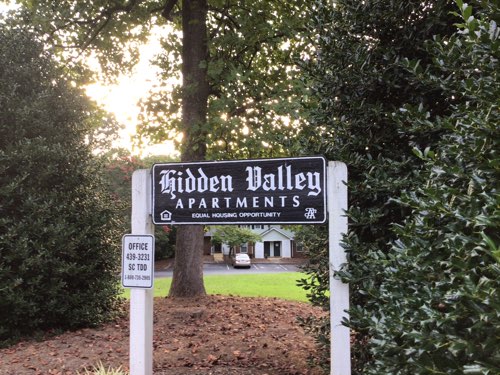 Hidden Valley
APARTMENTS
EQUAL HOUSING OPPORTUNITY
OFFICE
439-3231
SC TDD